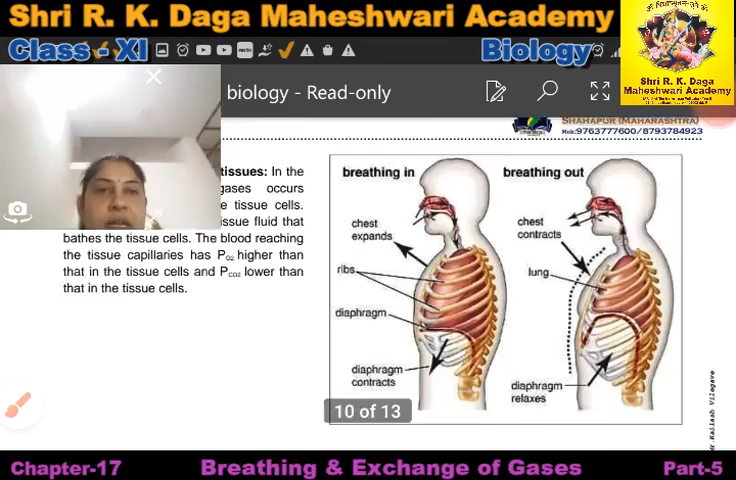 Shri R. K. Daga Maheshwari Academy
Class - XI
Biology
biology - Read-only
Shri R. K. Daga
Maheshwari Academy
SHAHAPUR (MAHARASHTRA)
Mob:9763777600/8793784923
tissues: In the
gases occurs
e tissue cells.
issue fluid that
bathes the tissue cells. The blood reaching
the tissue capillaries has PO2 higher than
that in the tissue cells and PCO2 lower than
that in the tissue cells.
breathing in
breathing out
chest
expands
chest
contracts
ribs
lung
diaphragm
diaphragm
contracts
diaphragm
relaxes
10 of 13
Chapter-17
Breathing & Exchange of Gases
Part-5